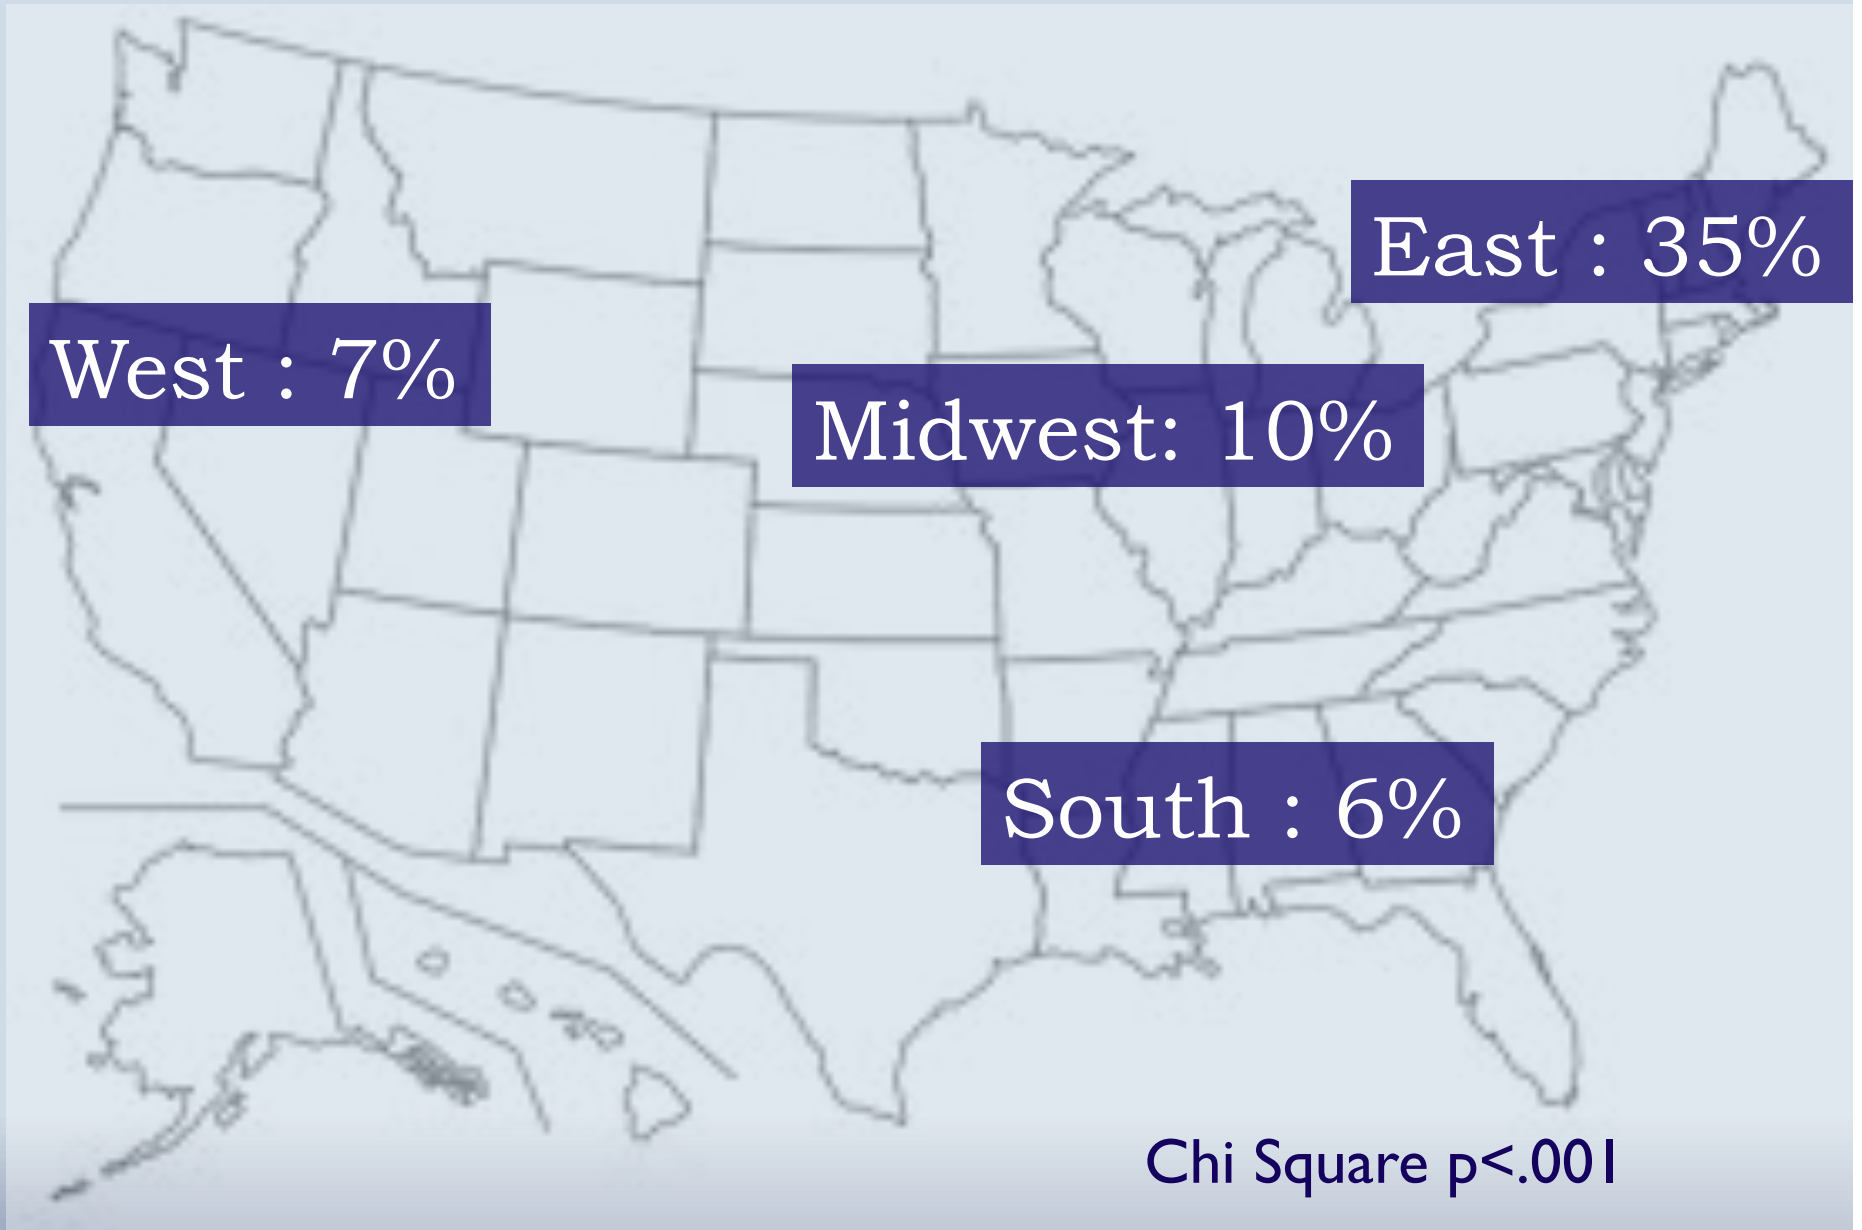 East : 35%
West : 7%
Midwest: 10%
South : 6%
Chi Square p<.001